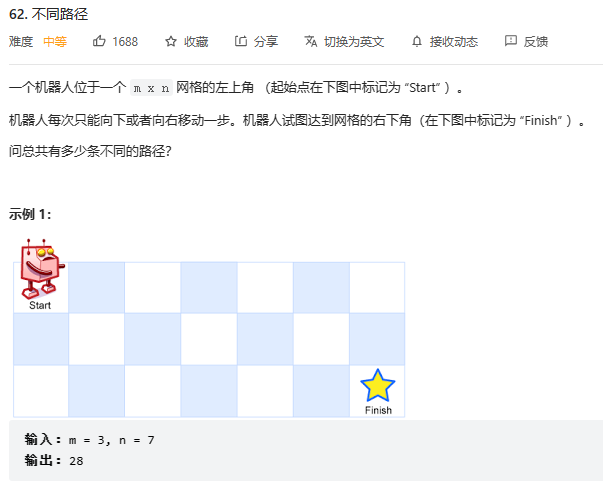 62. 不同路径
难度 中等 1688 收藏 分享 切换为英文 接收动态 反馈
一个机器人位于一个 m x n 网格的左上角 （起始点在下图中标记为 “Start” ）。
机器人每次只能向下或者向右移动一步。机器人试图达到网格的右下角（在下图中标记为 “Finish” ）。
问总共有多少条不同的路径？
示例 1：
Start
Finish
输入：m = 3, n = 7
输出：28